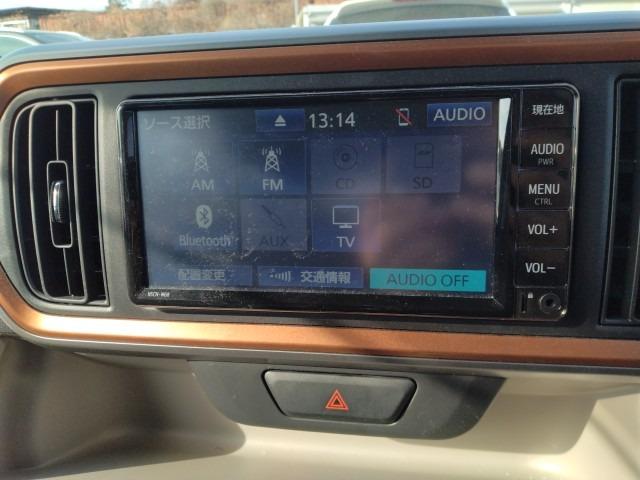 ソース選択 13:14 AUDIO
AM FM CD SD
Bluetooth AUX TV
配置変更 交通情報 AUDIO OFF
現在地
AUDIO
PWR
MENU
CTRL
VOL+
VOL-